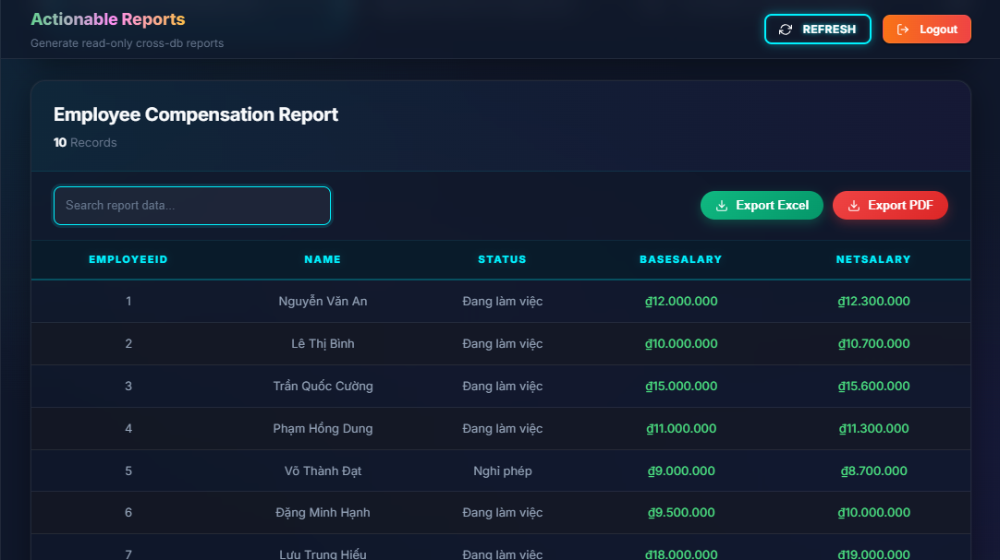 Actionable Reports
Generate read-only cross-db reports
REFRESH
Logout
Employee Compensation Report
10 Records
Search report data...
Export Excel
Export PDF
EMPLOYEEID NAME STATUS BASESALARY NETSALARY
1 Nguyễn Văn An Đang làm việc ₫12.000.000 ₫12.300.000
2 Lê Thị Bình Đang làm việc ₫10.000.000 ₫10.700.000
3 Trần Quốc Cường Đang làm việc ₫15.000.000 ₫15.600.000
4 Phạm Hồng Dung Đang làm việc ₫11.000.000 ₫11.300.000
5 Võ Thành Đạt Nghỉ phép ₫9.000.000 ₫8.700.000
6 Đặng Minh Hạnh Đang làm việc ₫9.500.000 ₫10.000.000
7 Lưu Trung Hiếu Đang làm việc ₫18.000.000 ₫19.000.000